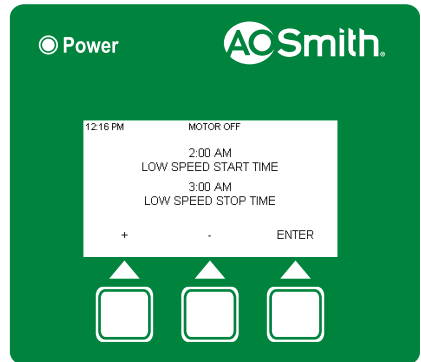 Power
AOSmith.
12:16 PM MOTOR OFF
2:00 AM
LOW SPEED START TIME
3:00 AM
LOW SPEED STOP TIME
+ - ENTER